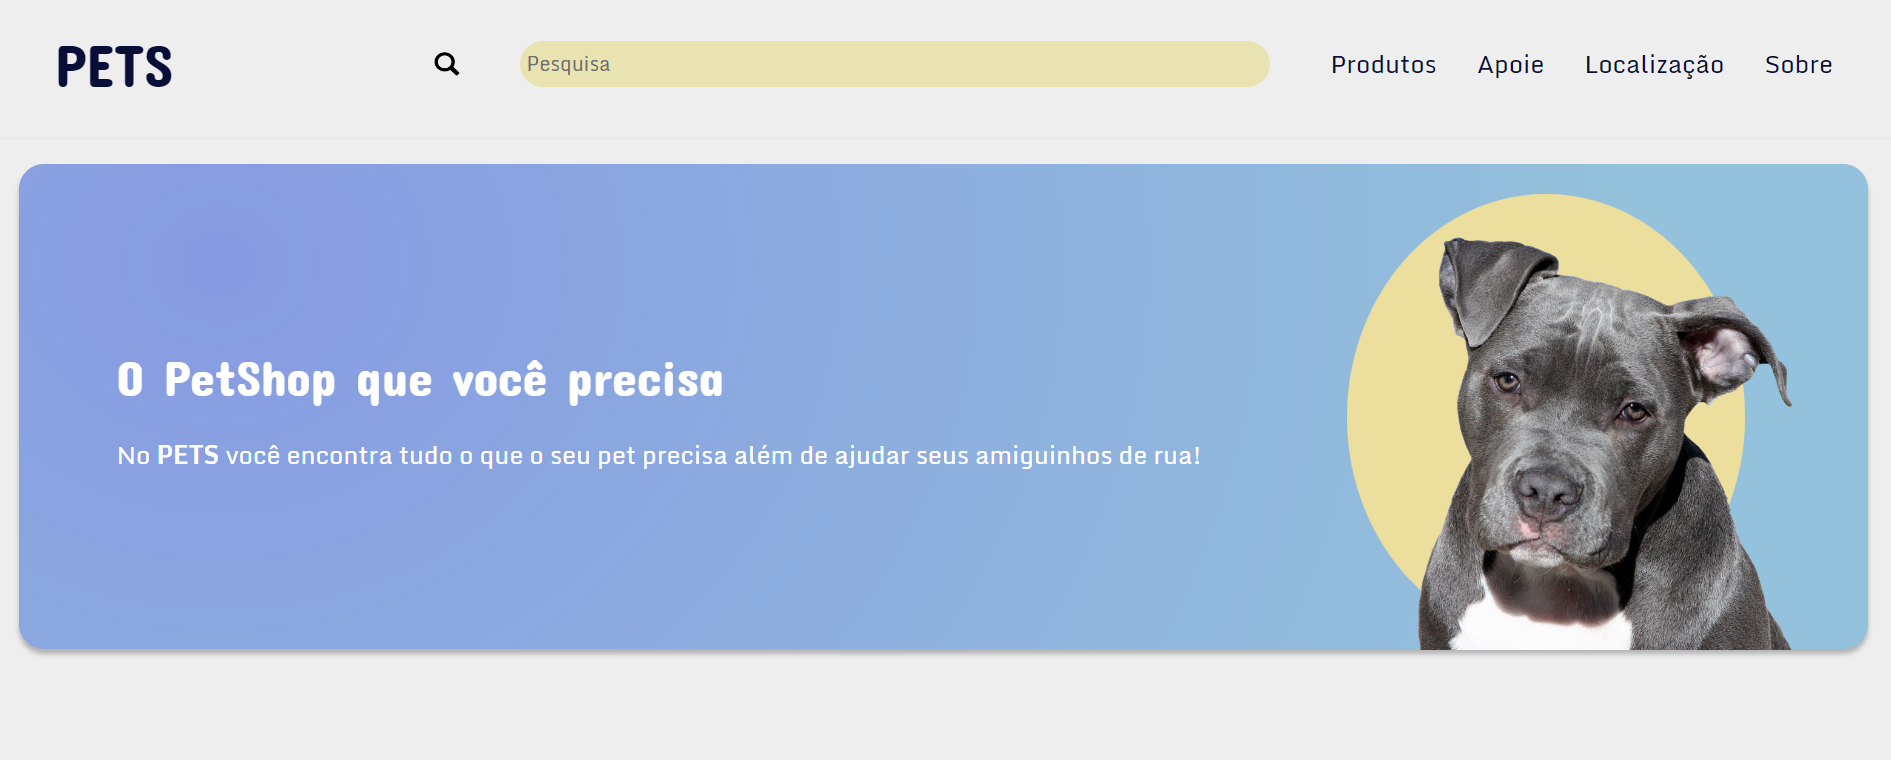 PETS
Pesquisa
Produtos
Apoie
Localização
Sobre
O PetShop que você precisa
No PETS você encontra tudo o que o seu pet precisa além de ajudar seus amiguinhos de rua!